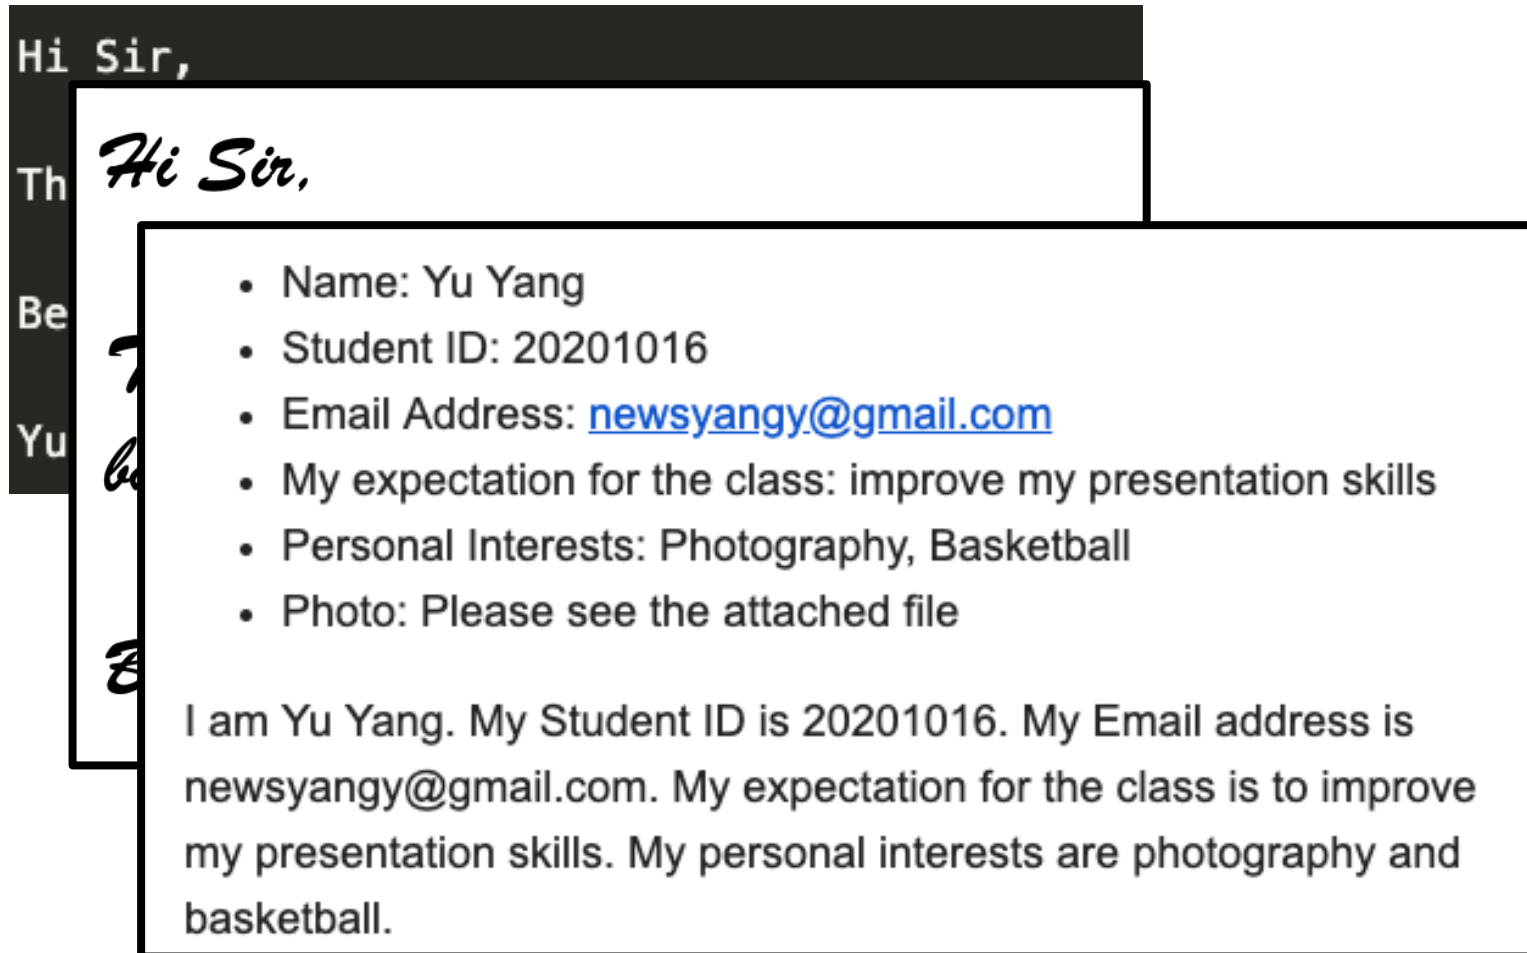 Hi Sir,
Th
Be
Yu
Hi Sir,
• Name: Yu Yang
• Student ID: 20201016
• Email Address: newsyangy@gmail.com
• My expectation for the class: improve my presentation skills
• Personal Interests: Photography, Basketball
• Photo: Please see the attached file
I am Yu Yang. My Student ID is 20201016. My Email address is
newsyangy@gmail.com. My expectation for the class is to improve
my presentation skills. My personal interests are photography and
basketball.